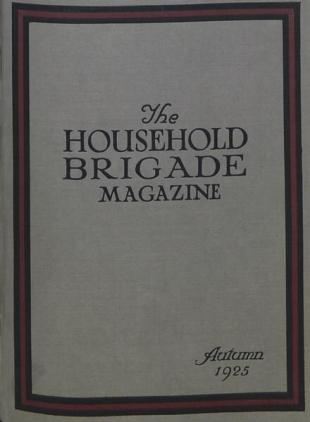 The
HOUSEHOLD
BRIGADE
MAGAZINE
Autumn
1925